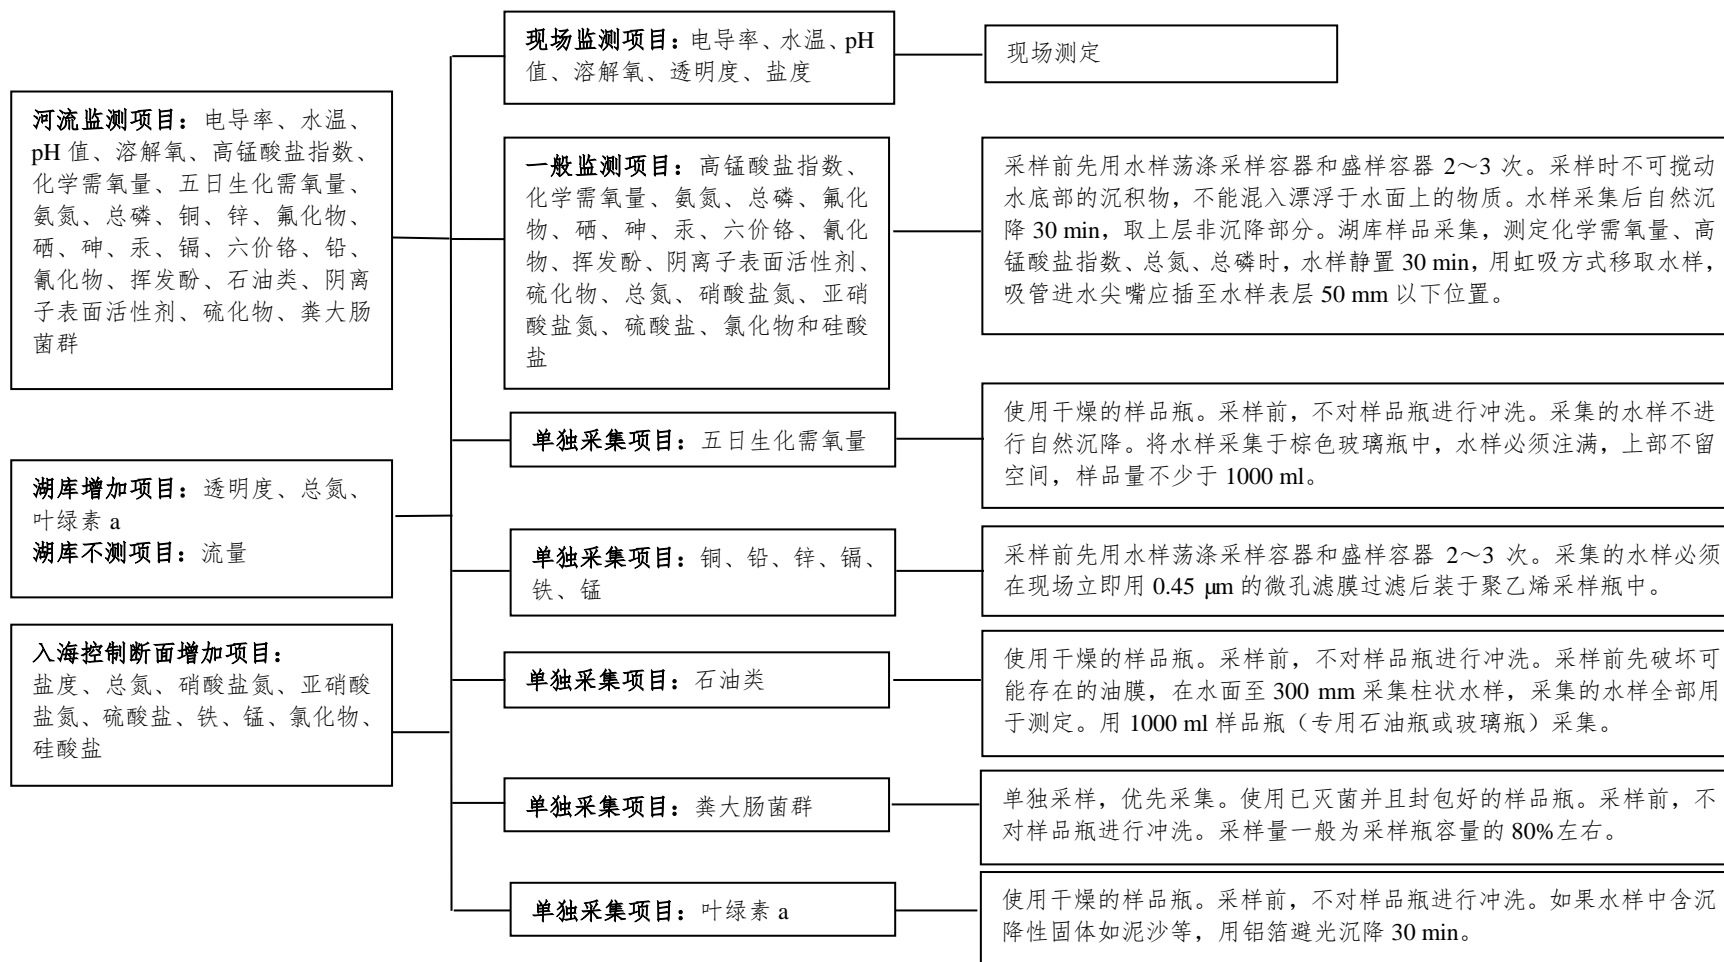 河流监测项目：电导率、水温、
pH 值、溶解氧、高锰酸盐指数、
化学需氧量、五日生化需氧量、
氨氮、总磷、铜、锌、氟化物、
硒、砷、汞、镉、六价铬、铅、
氰化物、挥发酚、石油类、阴离
子表面活性剂、硫化物、粪大肠
菌群
湖库增加项目：透明度、总氮、
叶绿素 a
湖库不测项目：流量
入海控制断面增加项目：
盐度、总氮、硝酸盐氮、亚硝酸
盐氮、硫酸盐、铁、锰、氯化物、
硅酸盐
现场监测项目：电导率、水温、pH
值、溶解氧、透明度、盐度
现场测定
一般监测项目：高锰酸盐指数、
化学需氧量、氨氮、总磷、氟化
物、硒、砷、汞、六价铬、氰化
物、挥发酚、阴离子表面活性剂、
硫化物、总氮、硝酸盐氮、亚硝
酸盐氮、硫酸盐、氯化物和硅酸
盐
采样前先用水样荡涤采样容器和盛样容器 2～3 次。采样时不可搅动
水底部的沉积物，不能混入漂浮于水面上的物质。水样采集后自然沉
降 30 min，取上层非沉降部分。湖库样品采集，测定化学需氧量、高
锰酸盐指数、总氮、总磷时，水样静置 30 min，用虹吸方式移取水样，
吸管进水尖嘴应插至水样表层 50 mm 以下位置。
单独采集项目：五日生化需氧量
使用干燥的样品瓶。采样前，不对样品瓶进行冲洗。采集的水样不进
行自然沉降。将水样采集于棕色玻璃瓶中，水样必须注满，上部不留
空间，样品量不少于 1000 ml。
单独采集项目：铜、铅、锌、镉、
铁、锰
采样前先用水样荡涤采样容器和盛样容器 2～3 次。采集的水样必须
在现场立即用 0.45 μm 的微孔滤膜过滤后装于聚乙烯采样瓶中。
单独采集项目：石油类
使用干燥的样品瓶。采样前，不对样品瓶进行冲洗。采样前先破坏可
能存在的油膜，在水面至 300 mm 采集柱状水样，采集的水样全部用
于测定。用 1000 ml 样品瓶（专用石油瓶或玻璃瓶）采集。
单独采集项目：粪大肠菌群
单独采样，优先采集。使用已灭菌并且封包好的样品瓶。采样前，不
对样品瓶进行冲洗。采样量一般为采样瓶容量的 80%左右。
单独采集项目：叶绿素 a
使用干燥的样品瓶。采样前，不对样品瓶进行冲洗。如果水样中含沉
降性固体如泥沙等，用铝箔避光沉降 30 min。